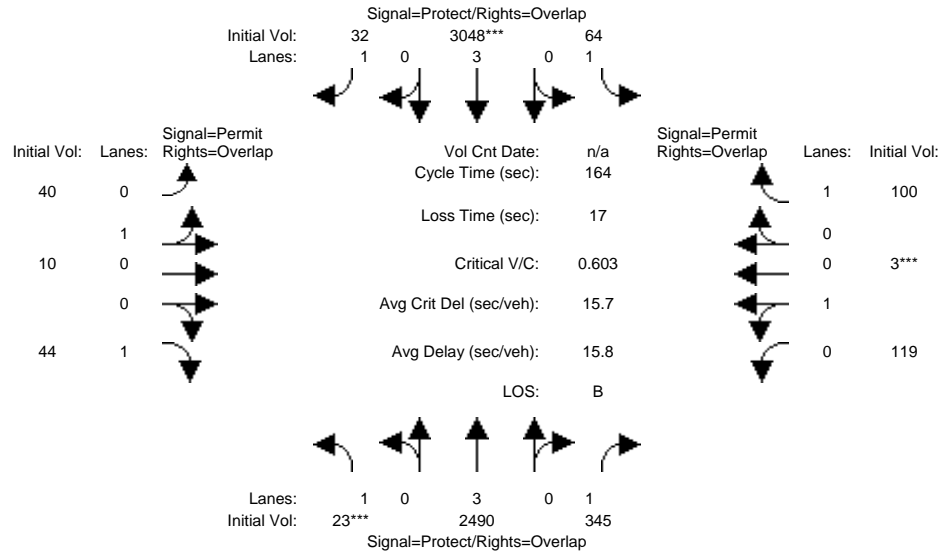 Signal=Protect/Rights=Overlap
Initial Vol: 32 3048*** 64
Lanes: 1 0 3 0 1
Signal=Permit Signal=Permit
Initial Vol: Lanes: Rights=Overlap Vol Cnt Date: n/a Rights=Overlap Lanes: Initial Vol:
Cycle Time (sec): 164
40 0 1 100
Loss Time (sec): 17
1 0
10 0 Critical V/C: 0.603 0 3***
0 Avg Crit Del (sec/veh): 15.7 1
44 1 Avg Delay (sec/veh): 15.8 0 119
LOS: B
Lanes: 1 0 3 0 1
Initial Vol: 23*** 2490 345
Signal=Protect/Rights=Overlap